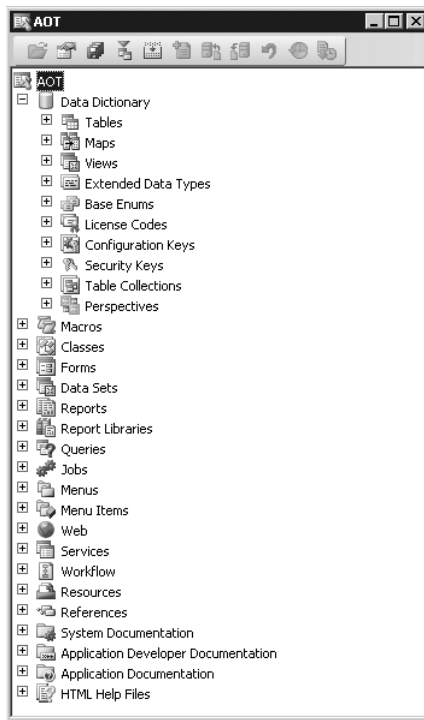 AOT
AOT
Data Dictionary
Tables
Maps
Views
Extended Data Types
Base Enums
License Codes
Configuration Keys
Security Keys
Table Collections
Perspectives
Macros
Classes
Forms
Data Sets
Reports
Report Libraries
Queries
Jobs
Menus
Menu Items
Web
Services
Workflow
Resources
References
System Documentation
Application Developer Documentation
Application Documentation
HTML Help Files